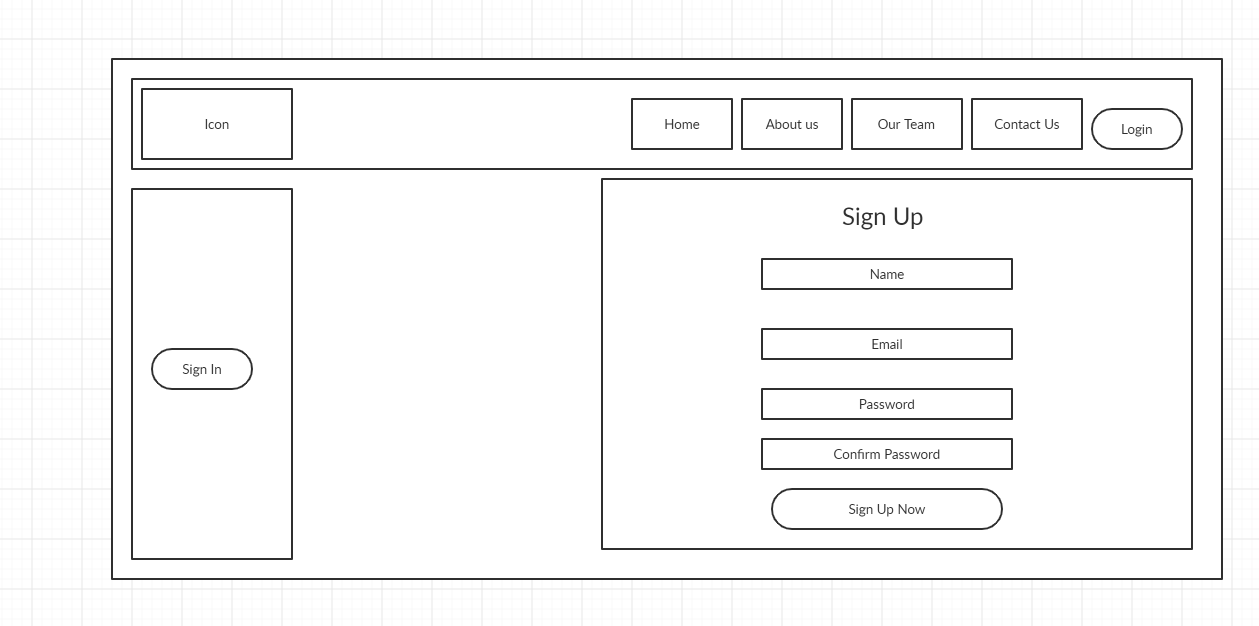 Icon
Home
About us
Our Team
Contact Us
Login
Sign In
Sign Up
Name
Email
Password
Confirm Password
Sign Up Now